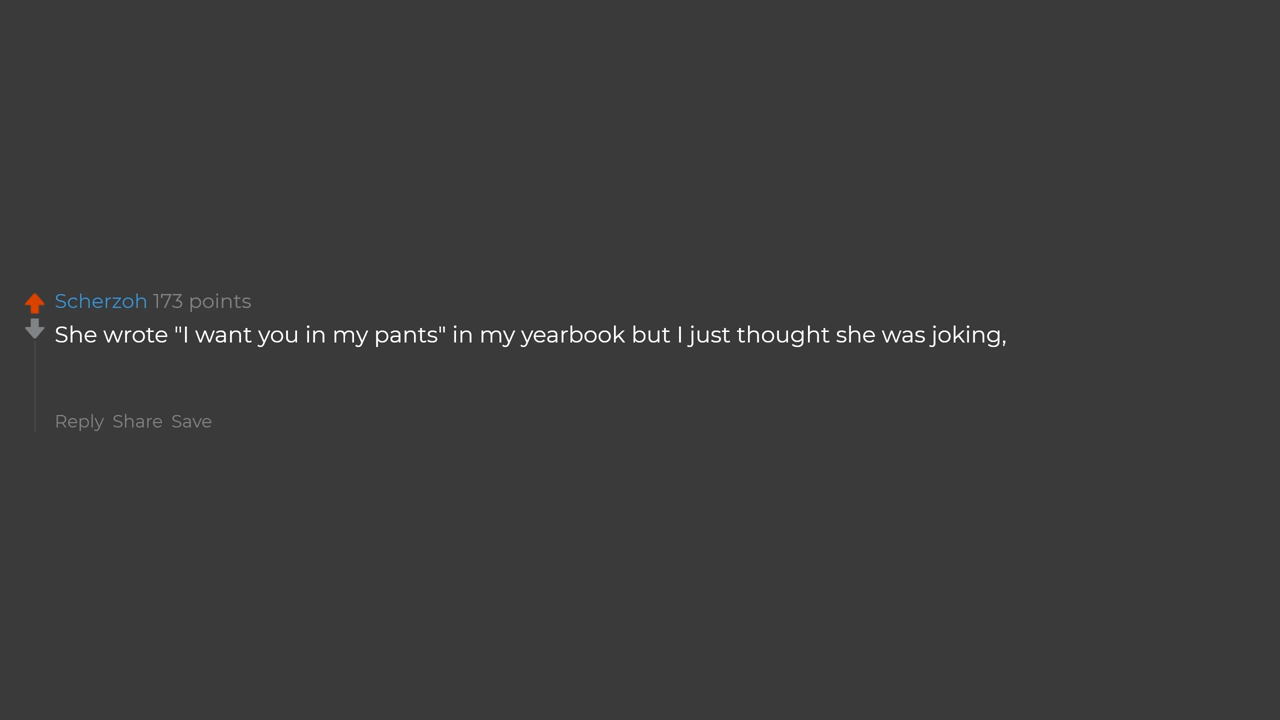 Scherzoh 173 points
She wrote "I want you in my pants" in my yearbook but I just thought she was joking,
Reply Share Save